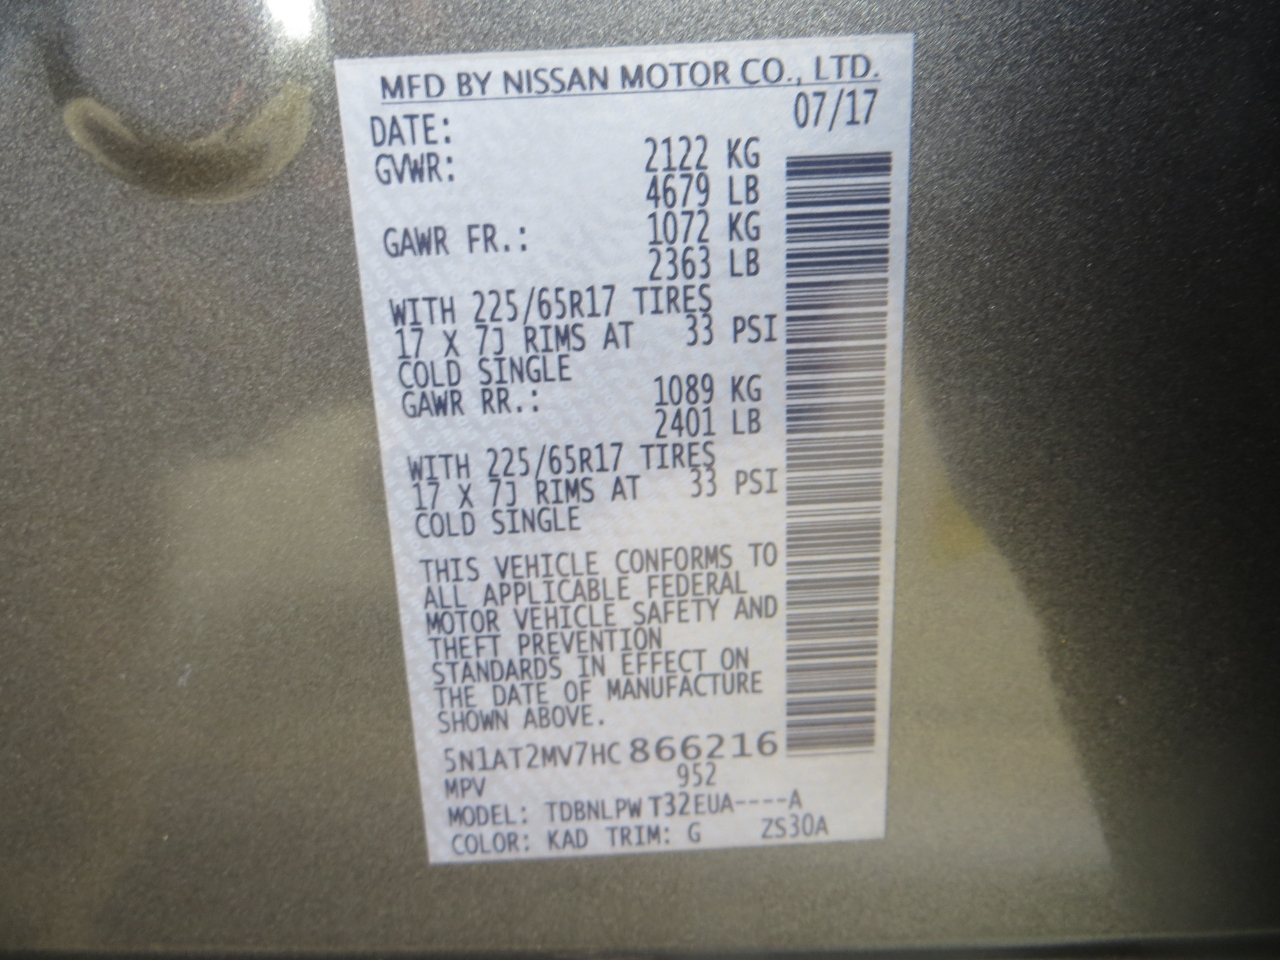 MFD BY NISSAN MOTOR CO., LTD.
DATE: 07/17
GVWR: 2122 KG
4679 LB
GAWR FR.: 1072 KG
2363 LB
WITH 225/65R17 TIRES
17 X 7J RIMS AT 33 PSI
COLD SINGLE
GAWR RR.: 1089 KG
2401 LB
WITH 225/65R17 TIRES
17 X 7J RIMS AT 33 PSI
COLD SINGLE
THIS VEHICLE CONFORMS TO
ALL APPLICABLE FEDERAL
MOTOR VEHICLE SAFETY AND
THEFT PREVENTION
STANDARDS IN EFFECT ON
THE DATE OF MANUFACTURE
SHOWN ABOVE.
5N1AT2MV7HC866216
MPV 952
MODEL: TDBNLPW T32EUA----A
COLOR: KAD TRIM: G ZS30A